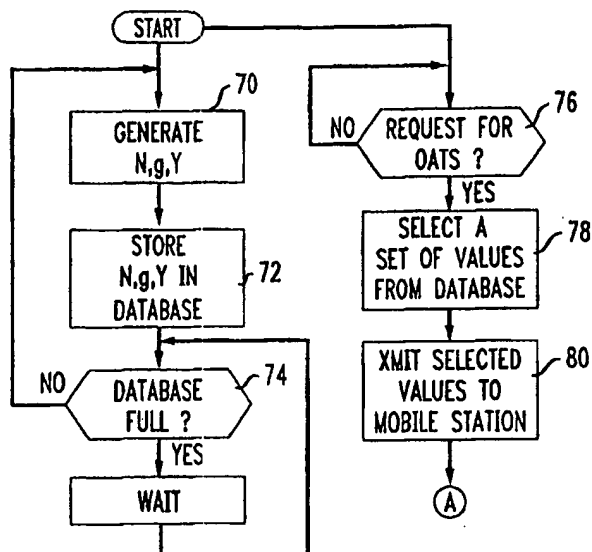 START
70
GENERATE
N,g,Y
STORE
N,g,Y IN
DATABASE
72
NO
DATABASE
FULL ?
74
YES
WAIT
NO
REQUEST FOR
OATS ?
76
YES
SELECT A
SET OF VALUES
FROM DATABASE
78
XMIT SELECTED
VALUES TO
MOBILE STATION
80
A